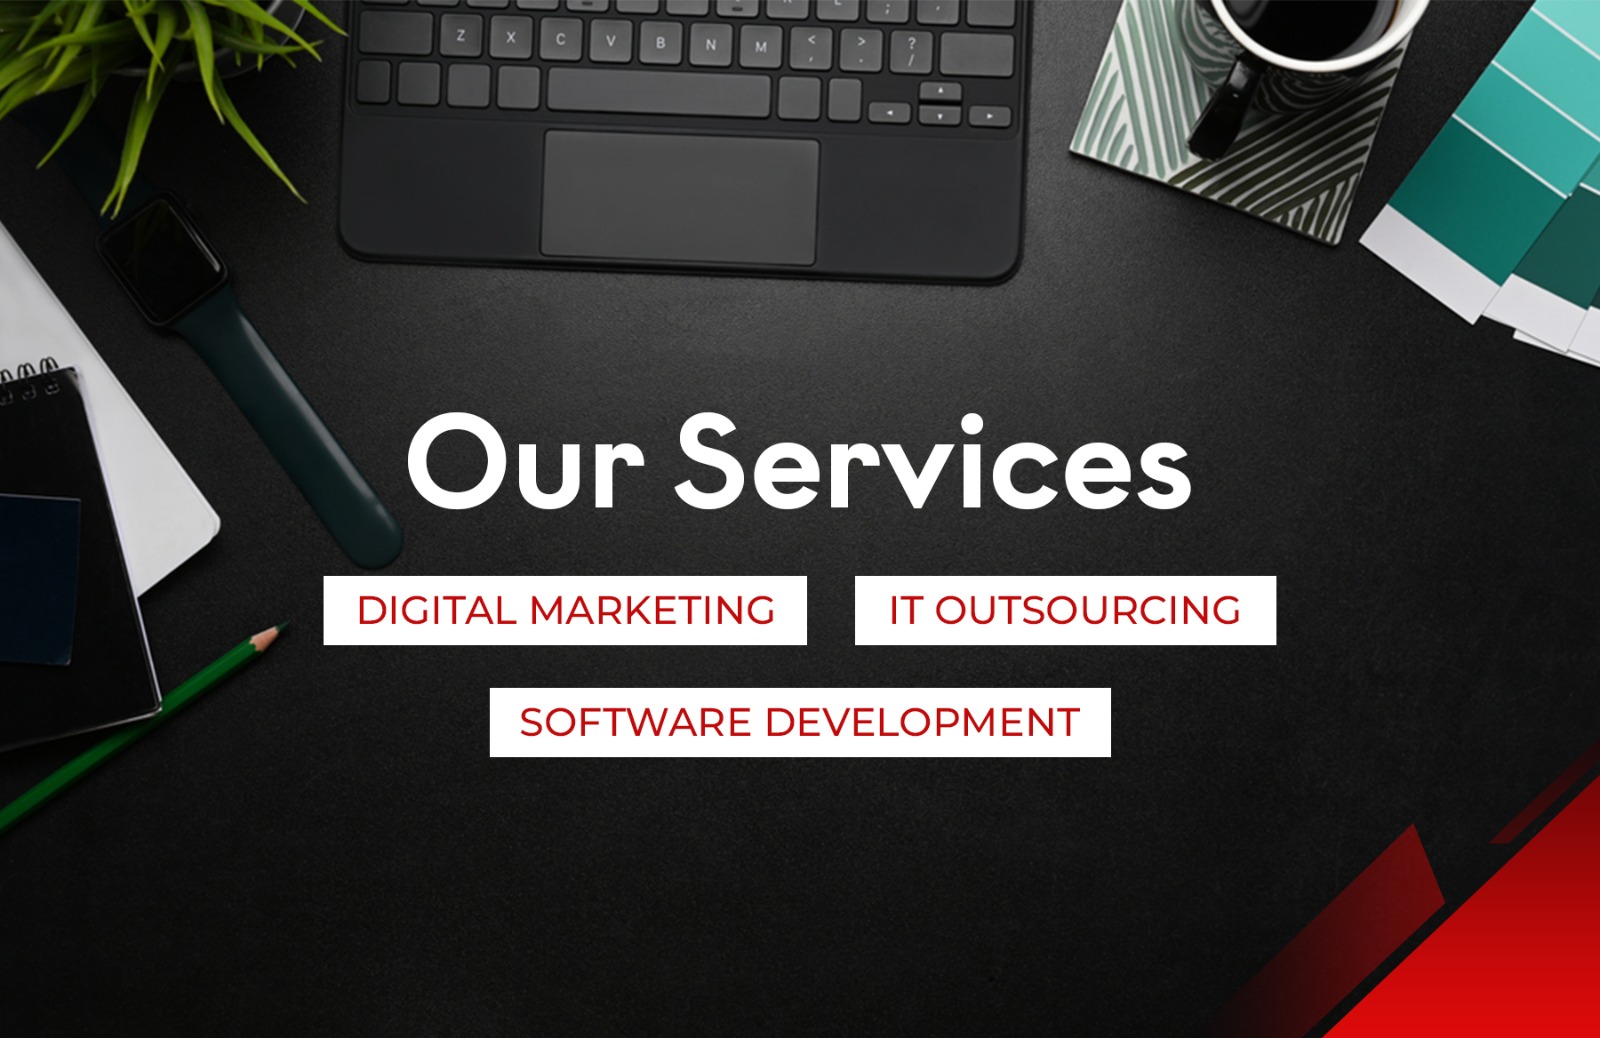 Z X C V B N M < , > . ? /
Our Services
DIGITAL MARKETING
IT OUTSOURCING
SOFTWARE DEVELOPMENT